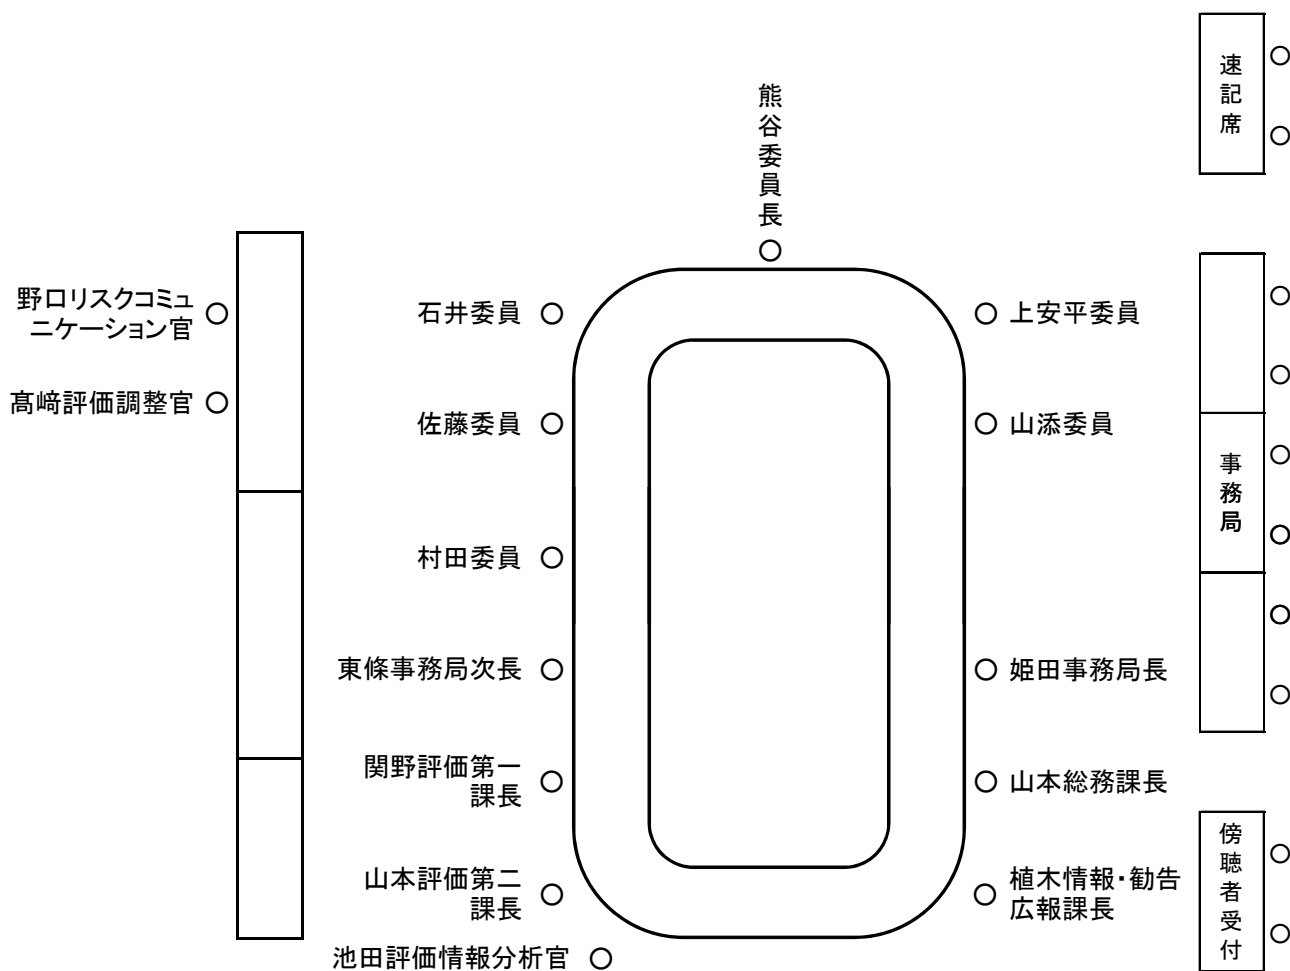 速記席
熊谷委員長
野口リスクコミュ
ニケーション官
石井委員
上安平委員
髙﨑評価調整官
佐藤委員
山添委員
事務局
村田委員
東條事務局次長
姫田事務局長
関野評価第一
課長
山本総務課長
山本評価第二
課長
植木情報・勧告
広報課長
傍聴者受付
池田評価情報分析官